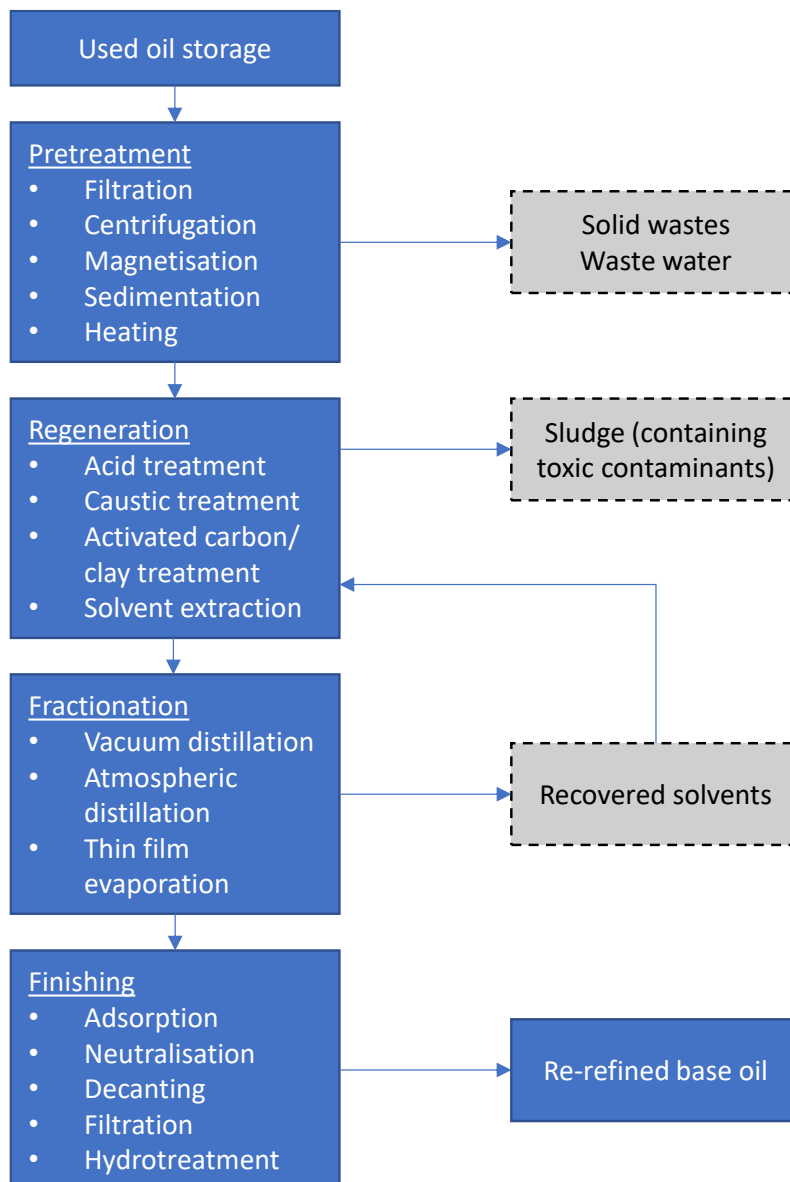 Used oil storage
Pretreatment
• Filtration
• Centrifugation
• Magnetisation
• Sedimentation
• Heating
Solid wastes
Waste water
Regeneration
• Acid treatment
• Caustic treatment
• Activated carbon/
clay treatment
• Solvent extraction
Sludge (containing
toxic contaminants)
Fractionation
• Vacuum distillation
• Atmospheric
distillation
• Thin film
evaporation
Recovered solvents
Finishing
• Adsorption
• Neutralisation
• Decanting
• Filtration
• Hydrotreatment
Re-refined base oil